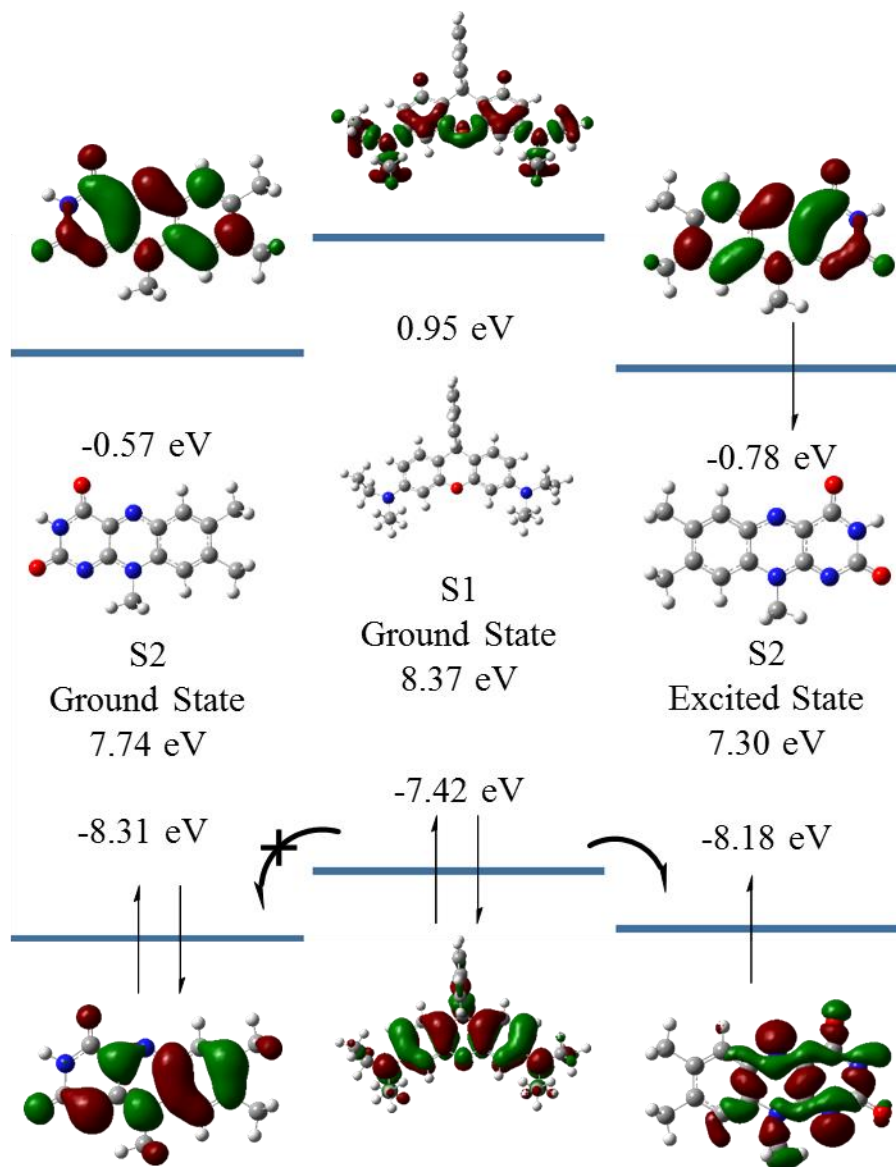 0.95 eV
-0.57 eV
-0.78 eV
S2
Ground State
7.74 eV
S1
Ground State
8.37 eV
S2
Excited State
7.30 eV
-8.31 eV
-7.42 eV
-8.18 eV